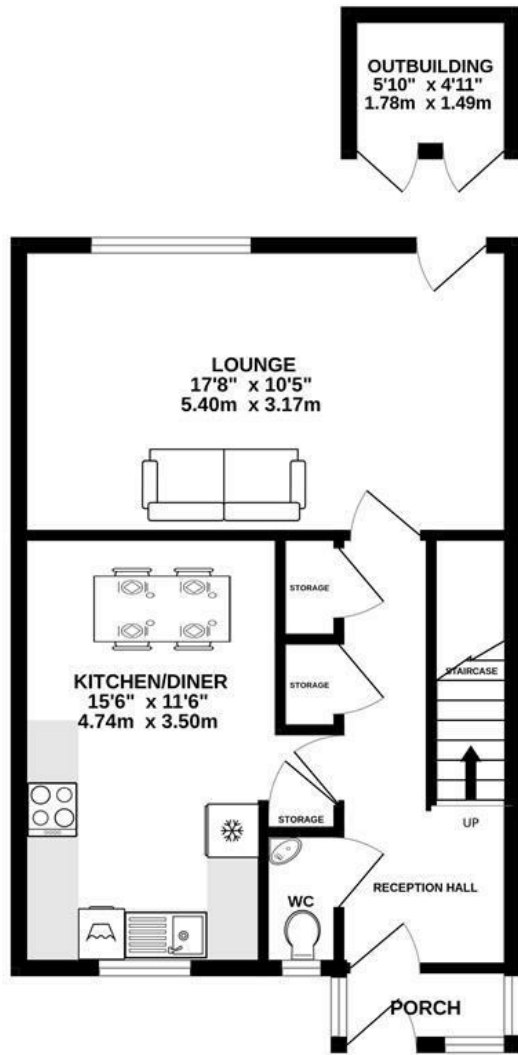 OUTBUILDING
5'10" x 4'11"
1.78m x 1.49m
LOUNGE
17'8" x 10'5"
5.40m x 3.17m
STORAGE
KITCHEN/DINER
15'6" x 11'6"
4.74m x 3.50m
STORAGE
STAIRCASE
STORAGE
UP
WC
RECEPTION HALL
PORCH